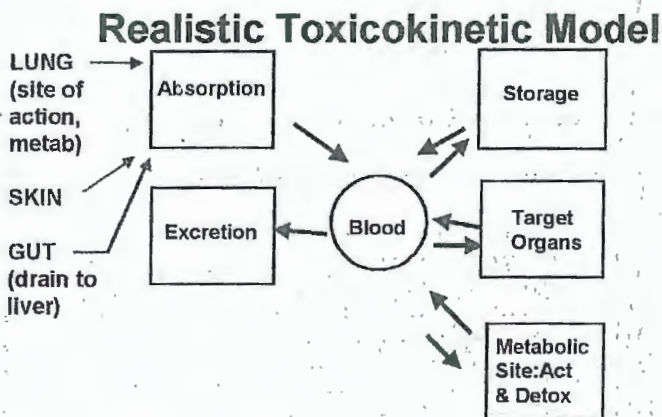 Realistic Toxicokinetic Model
LUNG
(site of
action,
metab)
SKIN
GUT
(drain to
liver)
Absorption
Excretion
Blood
Storage
Target
Organs
Metabolic
Site:Act
& Detox